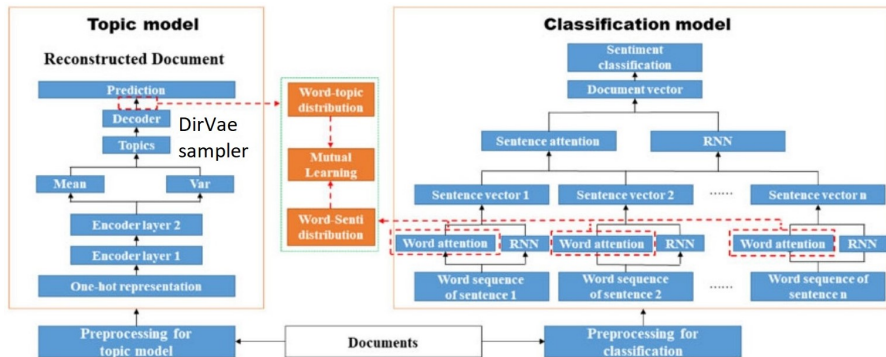 Topic model
Reconstructed Document
Prediction
Decoder
DirVae
sampler
Topics
Mean
Var
Encoder layer 2
Encoder layer 1
One-hot representation
Preprocessing for
topic model
Word-topic
distribution
Mutual
Learning
Word-Senti
distribution
Documents
Classification model
Sentiment
classification
Document vector
Sentence attention
RNN
Sentence vector 1
Sentence vector 2
......
Sentence vector n
Word attention
RNN
Word attention
RNN
Word attention
RNN
Word sequence
of sentence 1
Word sequence
of sentence 2
......
Word sequence of
sentence n
Preprocessing for
classification